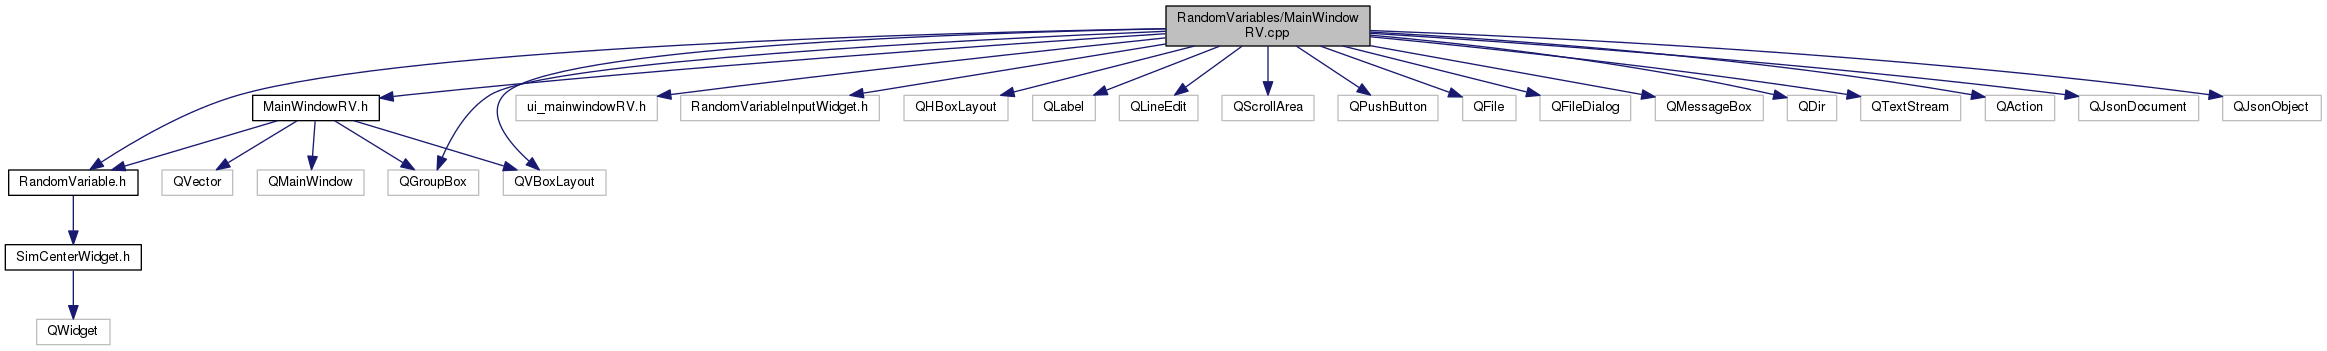 RandomVariables/MainWindow
RV.cpp
MainWindowRV.h
ui_mainwindowRV.h
RandomVariableInputWidget.h
QHBoxLayout
QLabel
QLineEdit
QScrollArea
QPushButton
QFile
QFileDialog
QMessageBox
QDir
QTextStream
QAction
QJsonDocument
QJsonObject
RandomVariable.h
QVector
QMainWindow
QGroupBox
QVBoxLayout
SimCenterWidget.h
QWidget